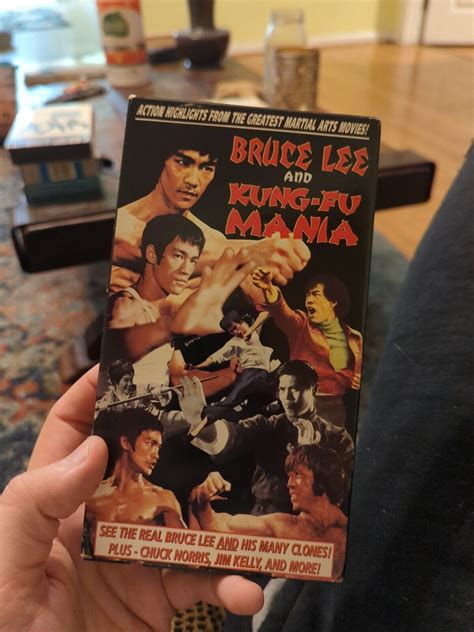 ACTION HIGHLIGHTS FROM THE GREATEST MARTIAL ARTS MOVIES!
BRUCE LEE
AND
KUNG-FU
MANIA
SEE THE REAL BRUCE LEE AND HIS MANY CLONES!
PLUS - CHUCK NORRIS, JIM KELLY, AND MORE!